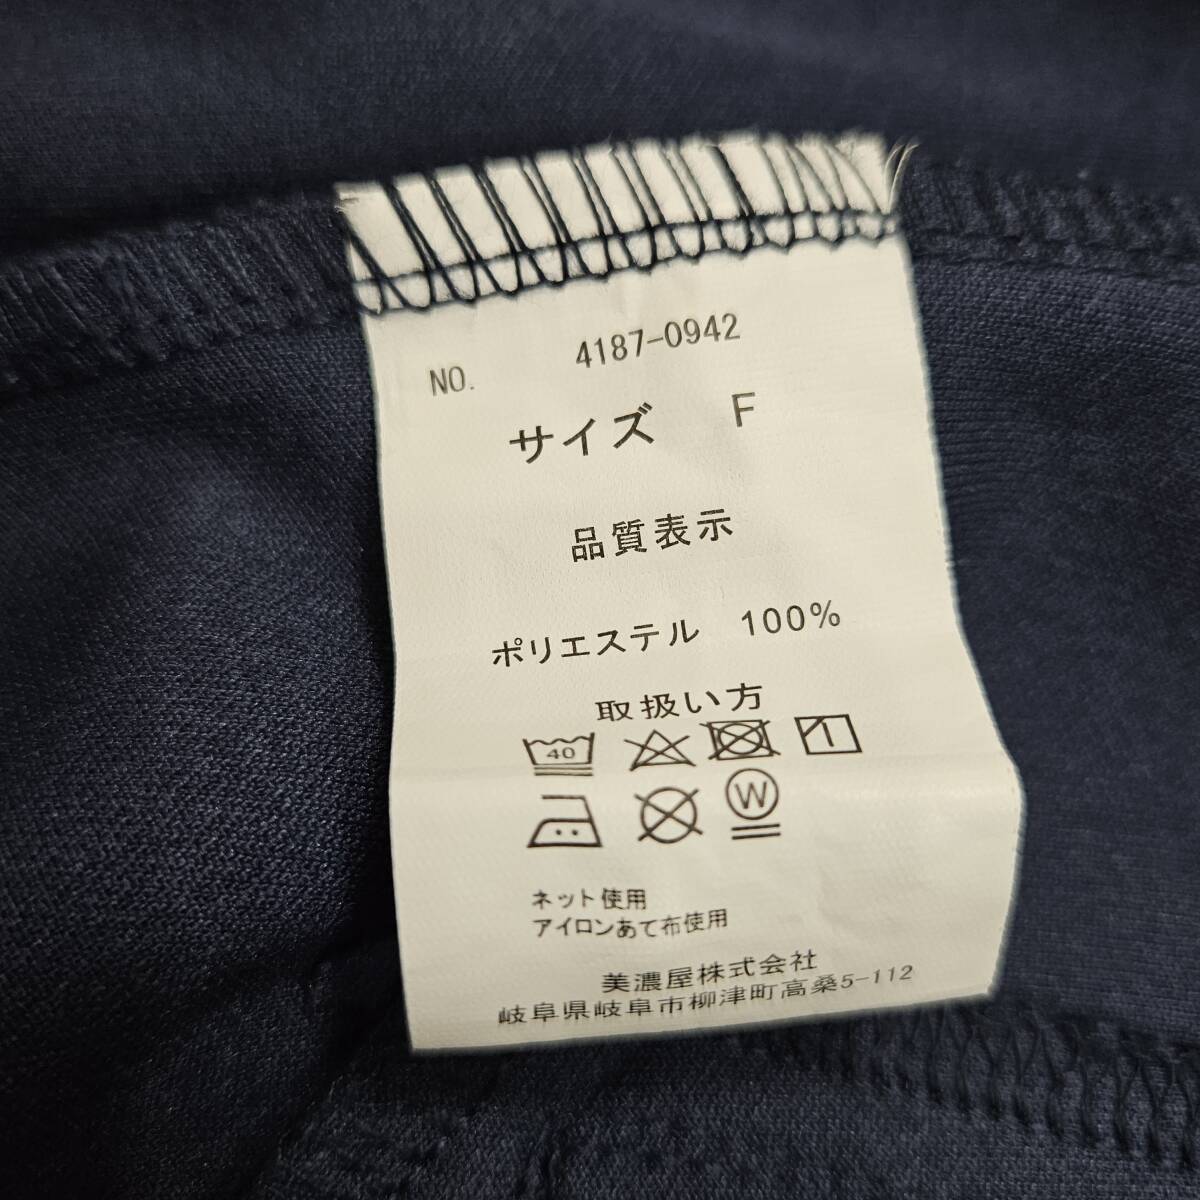 NO. 4187-0942
サイズ F
品質表示
ポリエステル 100%
取扱い方
40
W
ネット使用
アイロンあて布使用
美濃屋株式会社
岐阜県岐阜市柳津町高桑5-112